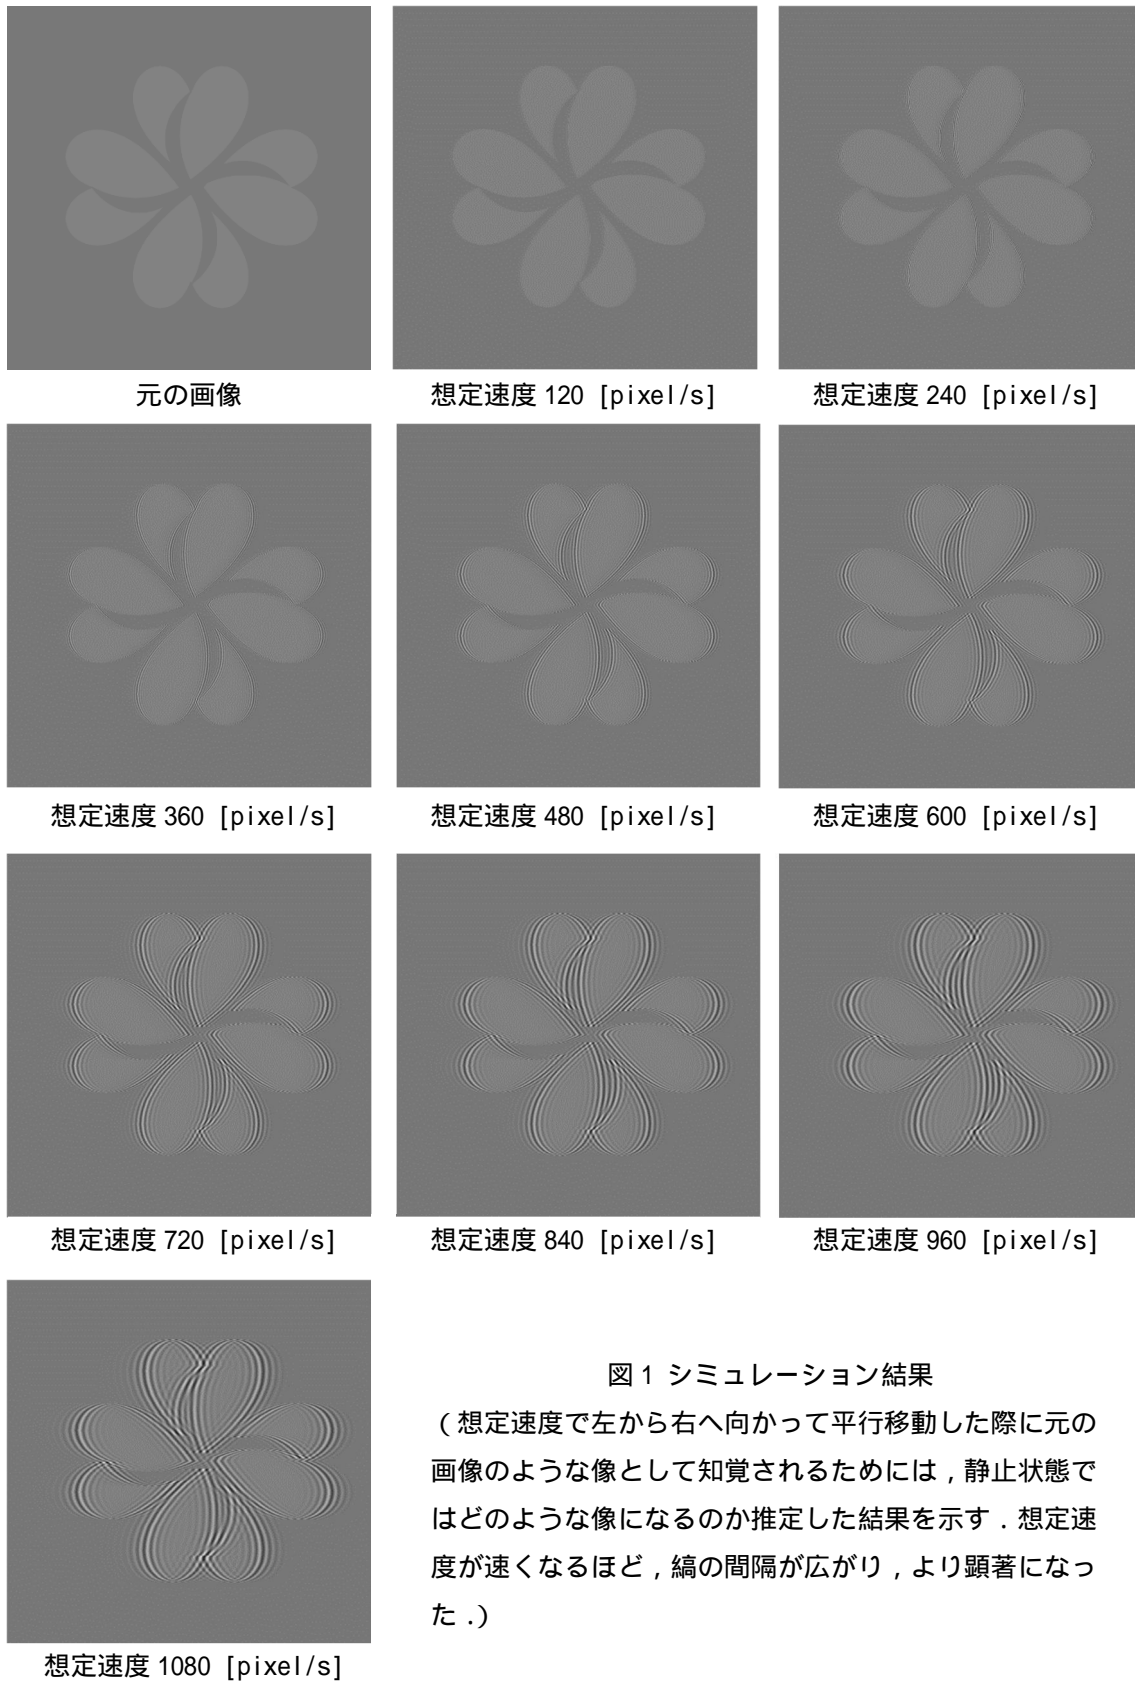 元の画像
想定速度 120 [pixel/s]
想定速度 240 [pixel/s]
想定速度 360 [pixel/s]
想定速度 480 [pixel/s]
想定速度 600 [pixel/s]
想定速度 720 [pixel/s]
想定速度 840 [pixel/s]
想定速度 960 [pixel/s]
想定速度 1080 [pixel/s]
図 1 シミュレーション結果
(想定速度で左から右へ向かって平行移動した際に元の
画像のような像として知覚されるためには,静止状態で
はどのような像になるのか推定した結果を示す.想定速
度が速くなるほど,縞の間隔が広がり,より顕著になっ
た.)